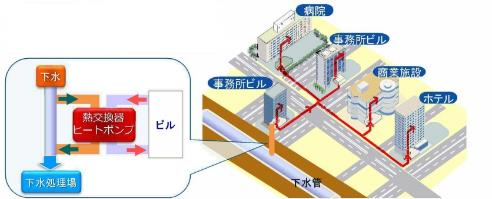 病院
事務所ビル
商業施設
事務所ビル
ホテル
下水管
下水
熱交換器
ヒートポンプ
ビル
下水処理場